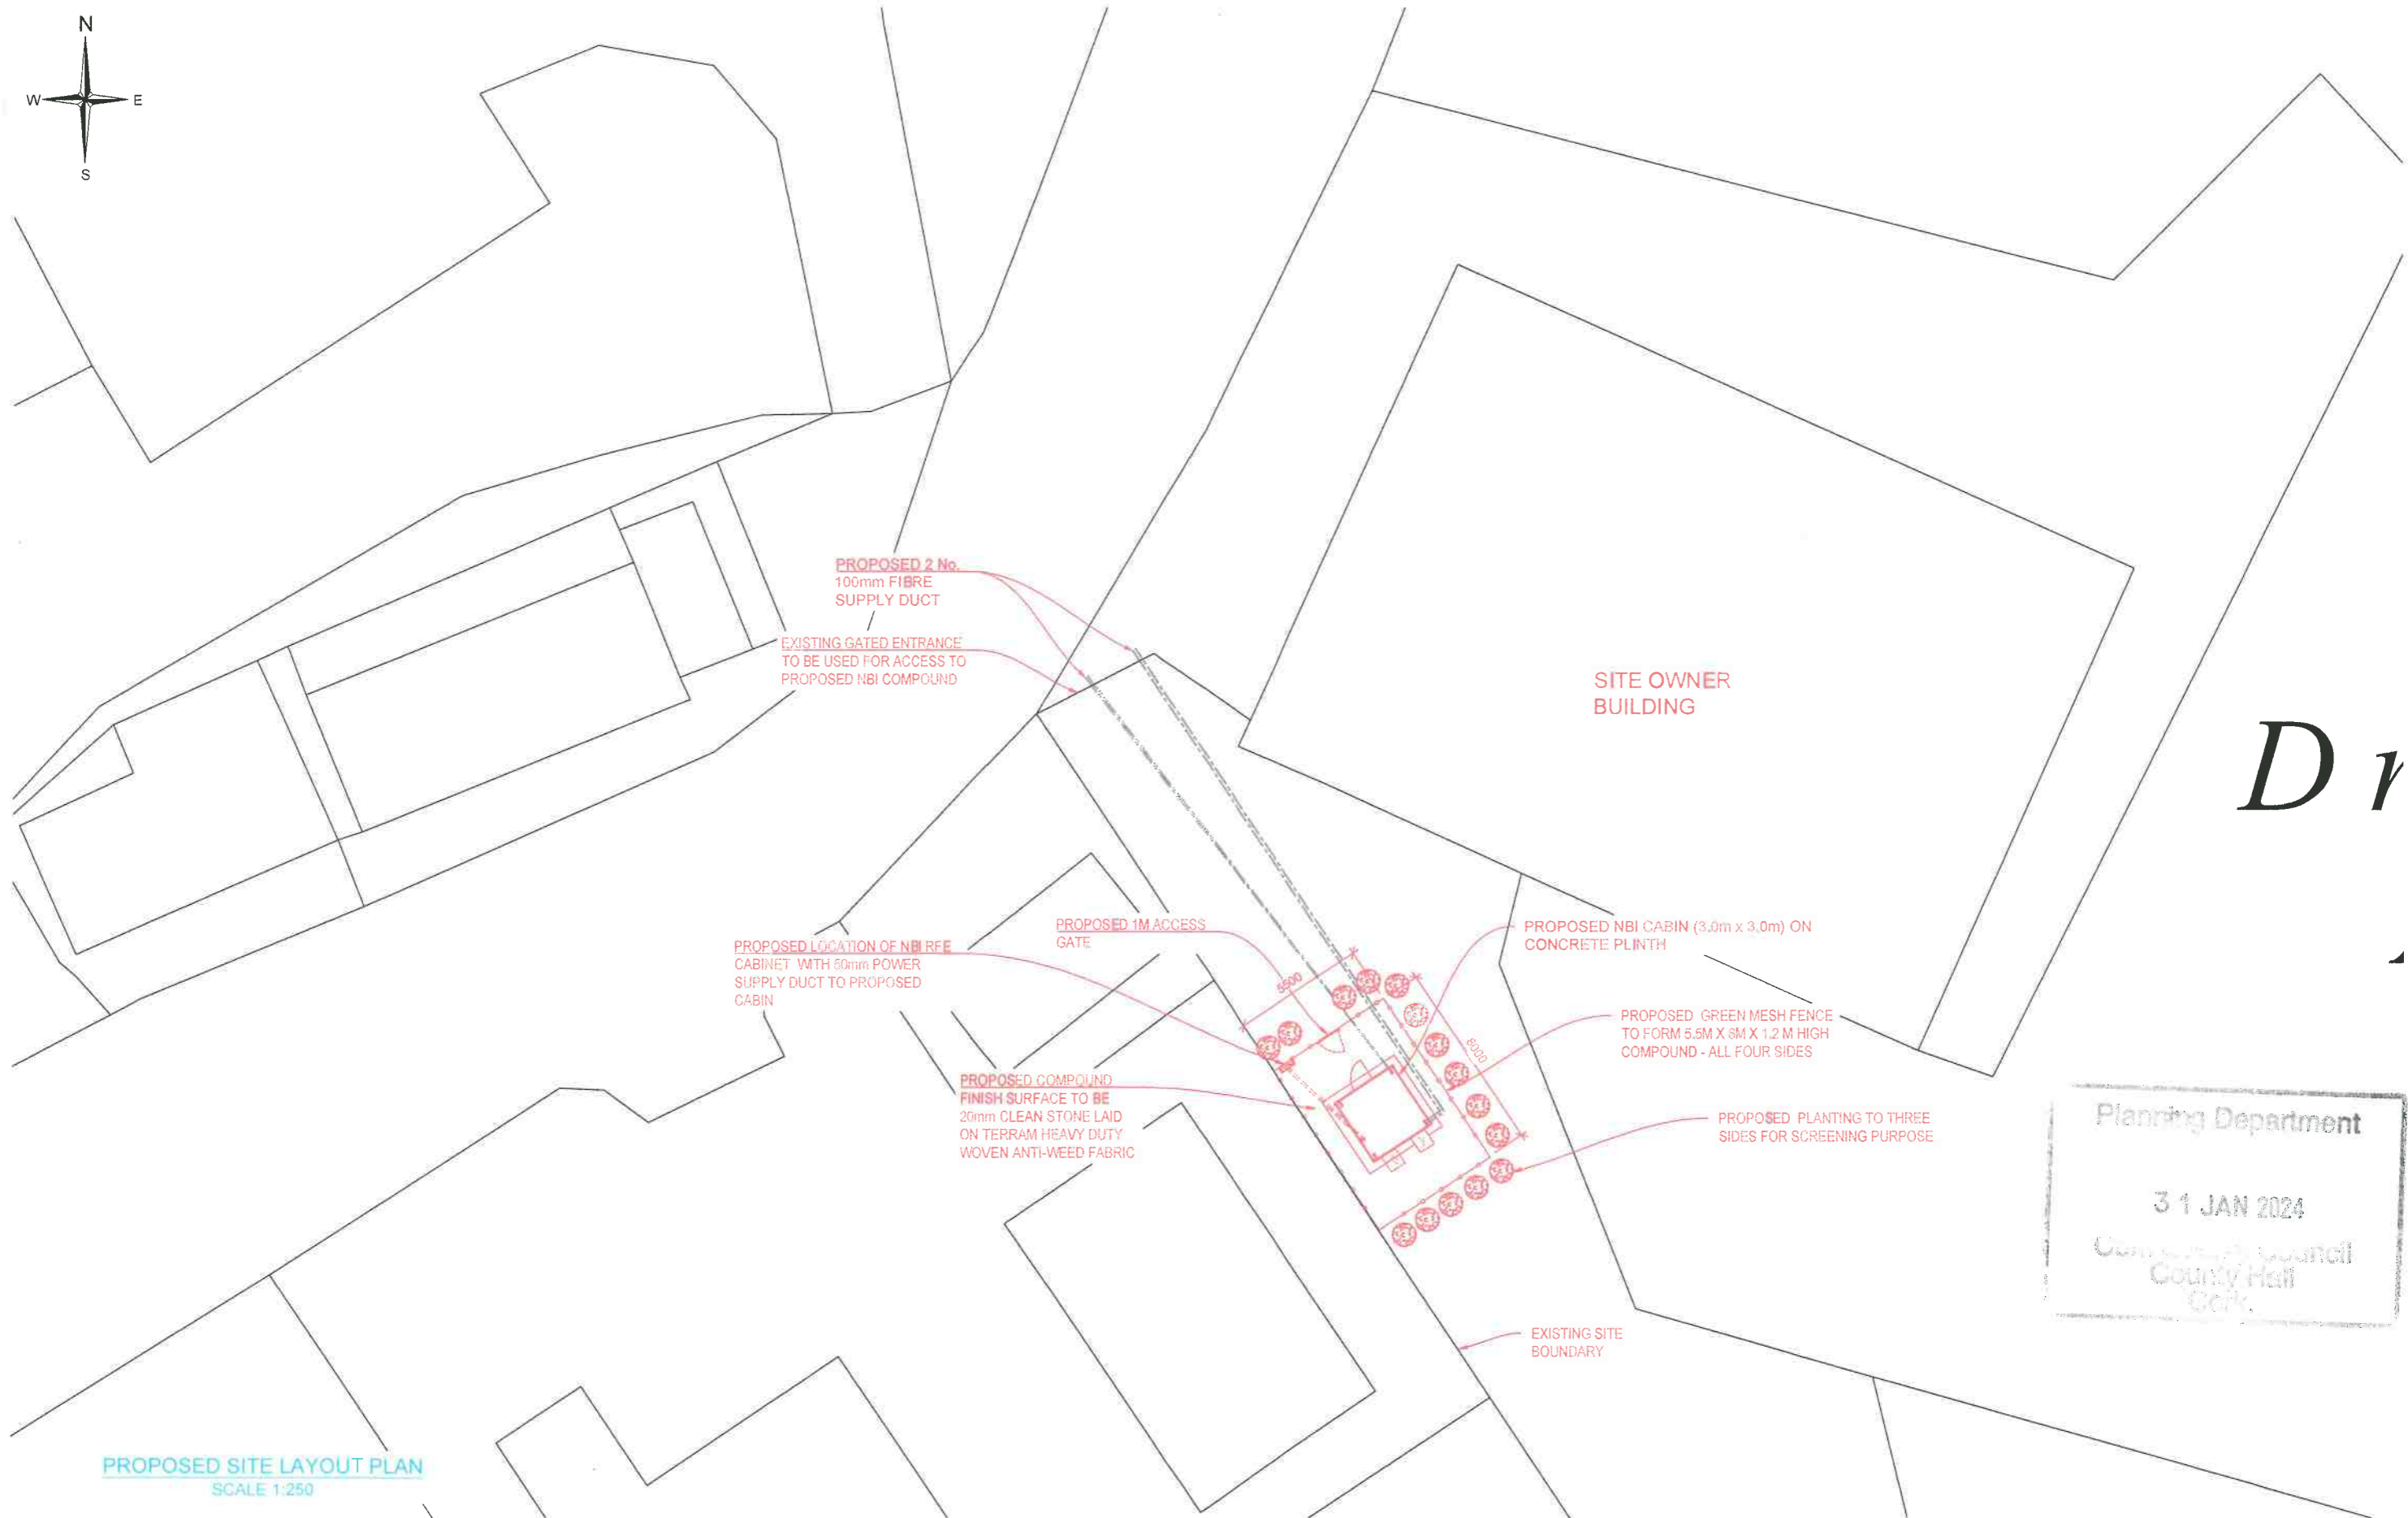 N
W
E
S
PROPOSED 2 No.
100mm FIBRE
SUPPLY DUCT
EXISTING GATED ENTRANCE
TO BE USED FOR ACCESS TO
PROPOSED NBI COMPOUND
SITE OWNER
BUILDING
D
PROPOSED LOCATION OF NBI RFE
CABINET WITH 50mm POWER
SUPPLY DUCT TO PROPOSED
CABIN
PROPOSED 1M ACCESS
GATE
PROPOSED NBI CABIN (3.0m x 3.0m) ON
CONCRETE PLINTH
5500
6000
PROPOSED GREEN MESH FENCE
TO FORM 5.5M X 6M X 1.2 M HIGH
COMPOUND - ALL FOUR SIDES
PROPOSED COMPOUND
FINISH SURFACE TO BE
20mm CLEAN STONE LAID
ON TERRAM HEAVY DUTY
WOVEN ANTI-WEED FABRIC
PROPOSED PLANTING TO THREE
SIDES FOR SCREENING PURPOSE
Planning Department
31 JAN 2024
Council
County Hall
Cork.
EXISTING SITE
BOUNDARY
PROPOSED SITE LAYOUT PLAN
SCALE 1:250